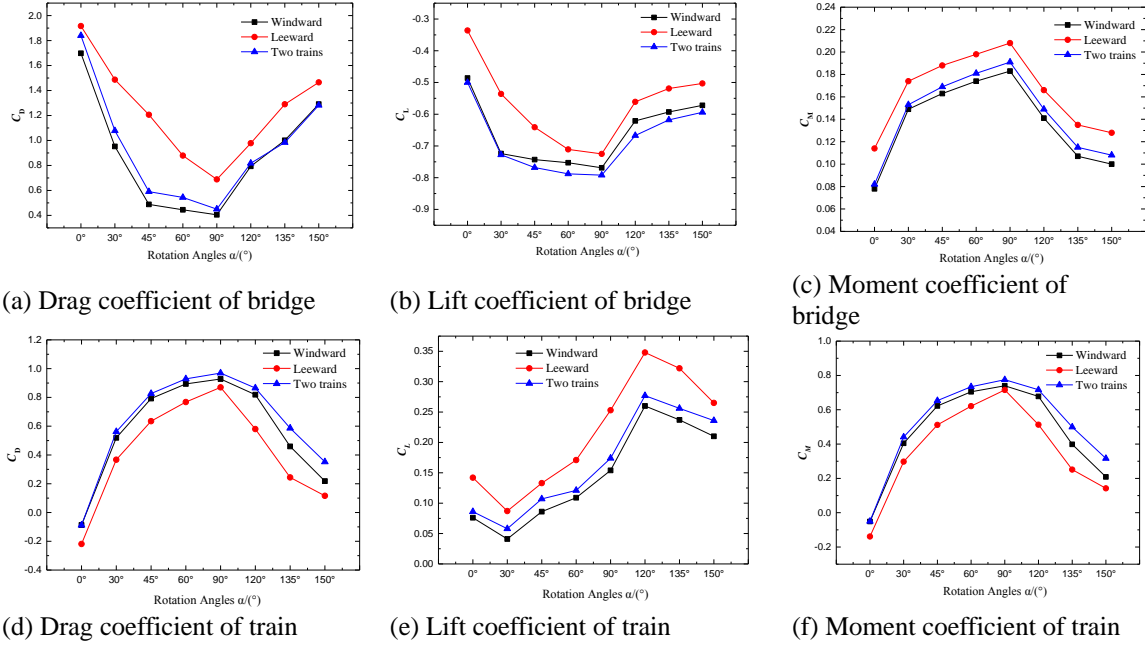 2.0
1.8
1.6
1.4
1.2
1.0
0.8
0.6
0.4
C_D
Windward
Leeward
Two trains
0° 30° 45° 60° 90° 120° 135° 150°
Rotation Angles α/(°)
(a) Drag coefficient of bridge
-0.3
-0.4
-0.5
-0.6
-0.7
-0.8
-0.9
C_L
Windward
Leeward
Two trains
0° 30° 45° 60° 90° 120° 135° 150°
Rotation Angles α/(°)
(b) Lift coefficient of bridge
0.24
0.22
0.20
0.18
0.16
0.14
0.12
0.10
0.08
0.06
0.04
C_M
Windward
Leeward
Two trains
0° 30° 45° 60° 90° 120° 135° 150°
Rotation Angles α/(°)
(c) Moment coefficient of
bridge
1.2
1.0
0.8
0.6
0.4
0.2
0.0
-0.2
-0.4
C_D
Windward
Leeward
Two trains
0° 30° 45° 60° 90° 120° 135° 150°
Rotation Angles α/(°)
(d) Drag coefficient of train
0.35
0.30
0.25
0.20
0.15
0.10
0.05
0.00
C_L
Windward
Leeward
Two trains
0° 30° 45° 60° 90° 120° 135° 150°
Rotation Angles α/(°)
(e) Lift coefficient of train
1.0
0.8
0.6
0.4
0.2
0.0
-0.2
C_M
Windward
Leeward
Two trains
0° 30° 45° 60° 90° 120° 135° 150°
Rotation Angles α/(°)
(f) Moment coefficient of train